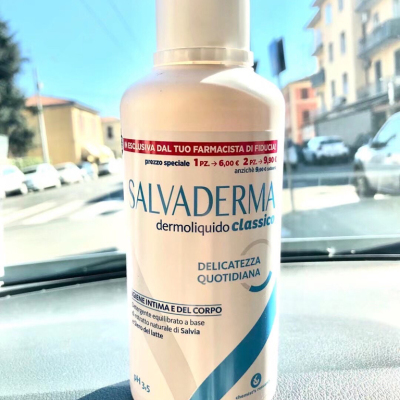 IN ESCLUSIVA DAL TUO FARMACISTA DI FIDUCIA!
prezzo speciale 1 PZ. → 6,00 € 2 PZ. → 9,90 €
anziché
SALVADERMA
dermoliquido classico
DELICATEZZA
QUOTIDIANA
IGIENE INTIMA E DEL CORPO
Detergente equilibrato a base
di estratto naturale di Salvia
e Siero del latte
pH 3.5